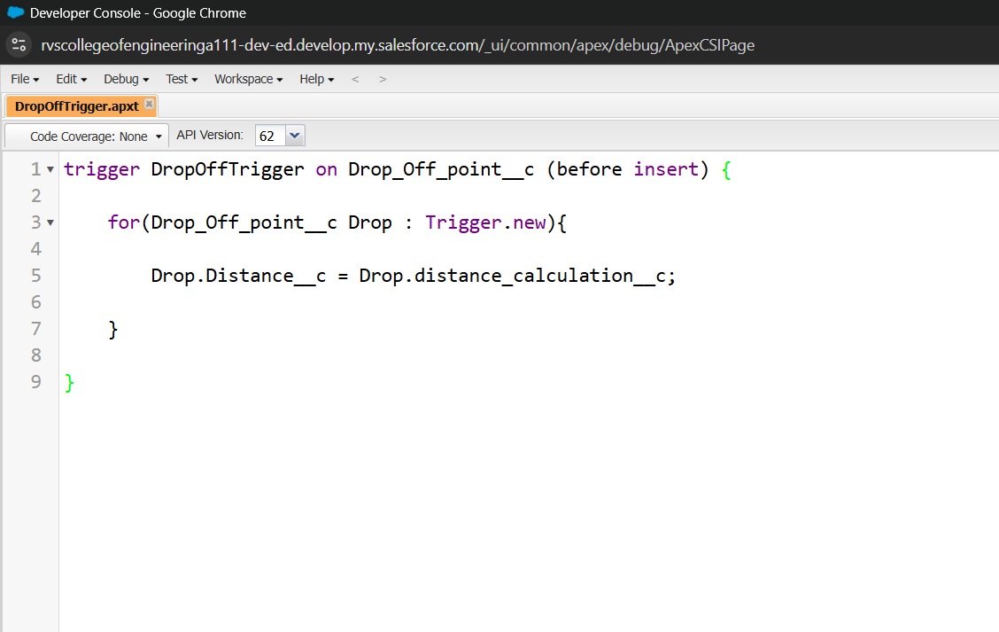 Developer Console - Google Chrome
rvscollegeofengineeringa111-dev-ed.develop.my.salesforce.com/_ui/common/apex/debug/ApexCSIPage
File Edit Debug Test Workspace Help < >
DropOffTrigger.apxt
Code Coverage: None API Version: 62
1 trigger DropOffTrigger on Drop_Off_point__c (before insert) {
2
3 for(Drop_Off_point__c Drop : Trigger.new){
4
5 Drop.Distance__c = Drop.distance_calculation__c;
6
7 }
8
9 }